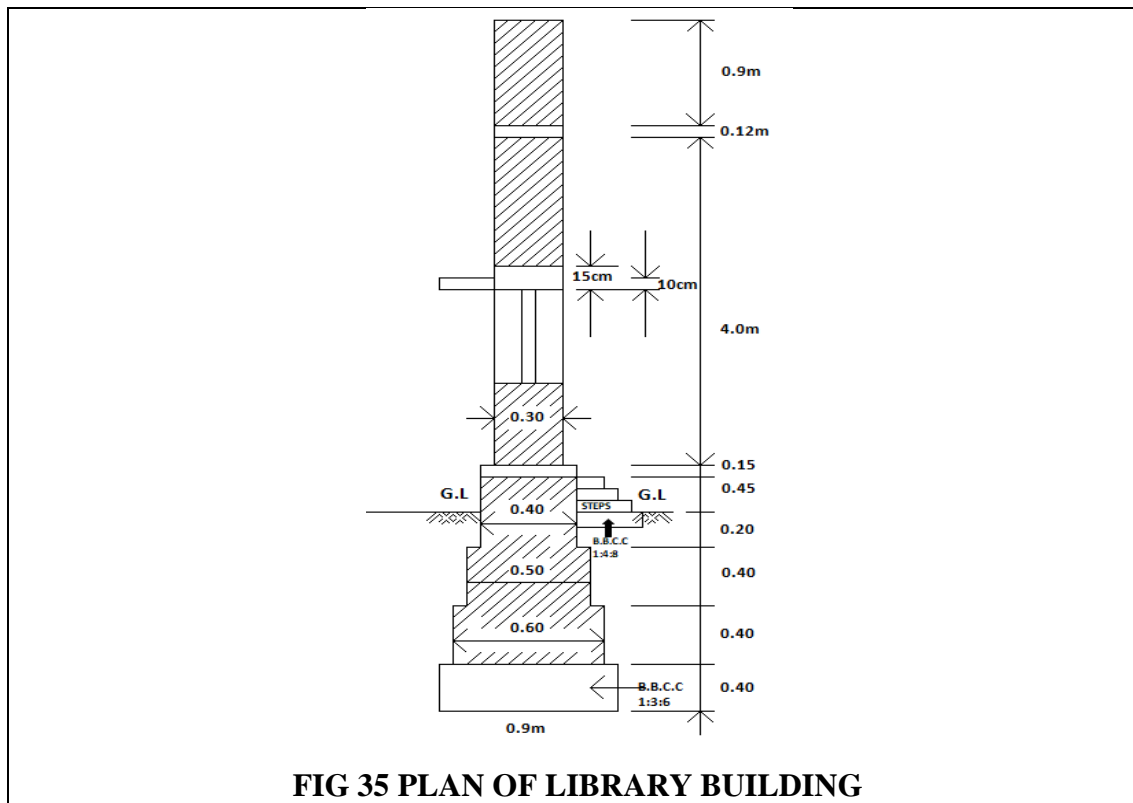 0.9m
0.12m
15cm
10cm
4.0m
0.30
0.15
0.45
G.L
G.L
STEPS
0.40
0.20
B.B.C.C
1:4:8
0.50
0.40
0.60
0.40
B.B.C.C
1:3:6
0.40
0.9m
FIG 35 PLAN OF LIBRARY BUILDING